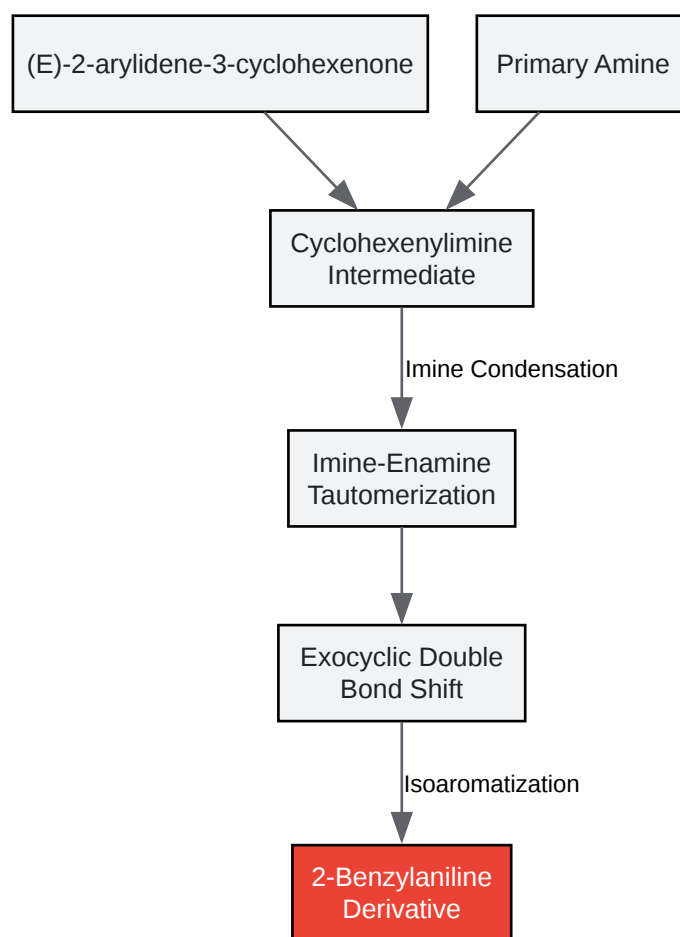 (E)-2-arylidene-3-cyclohexenone
Primary Amine
Cyclohexenylimine
Intermediate
Imine Condensation
Imine-Enamine
Tautomerization
Exocyclic Double
Bond Shift
Isoaromatization
2-Benzylaniline
Derivative